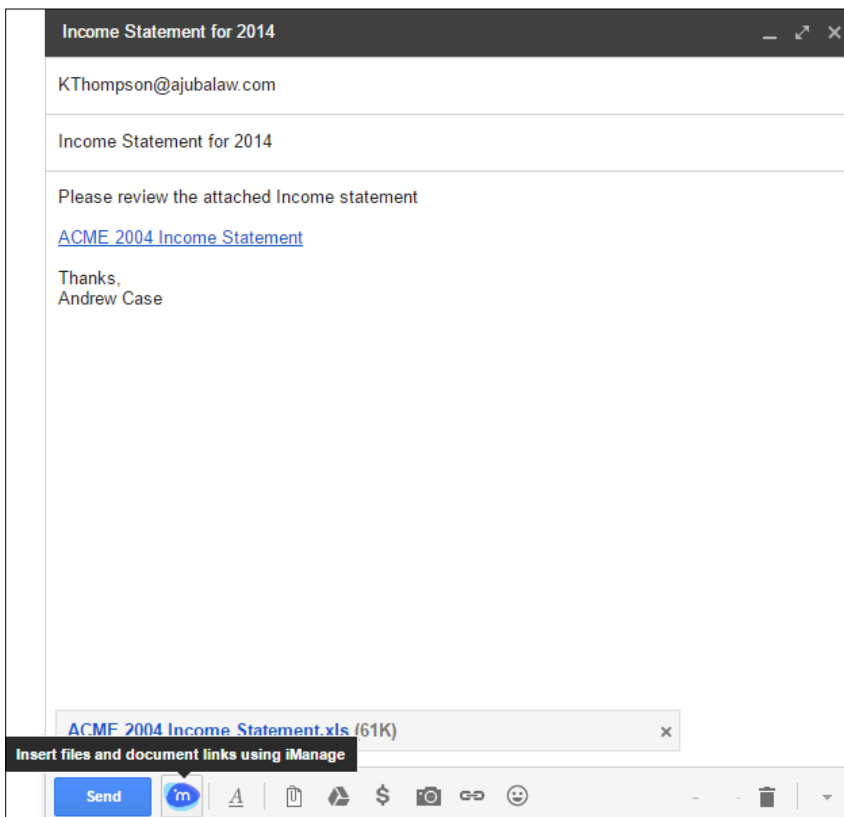 Income Statement for 2014
KThompson@ajubalaw.com
Income Statement for 2014
Please review the attached Income statement
ACME 2004 Income Statement
Thanks,
Andrew Case
ACME 2004 Income Statement.xls (61K)
Insert files and document links using iManage
Send
m
A
$